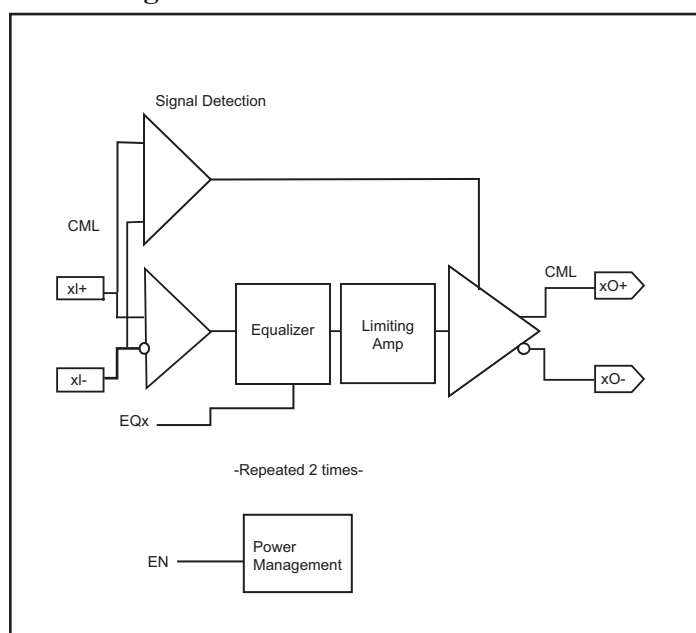 Signal Detection
CML
xI+
xI-
Equalizer
Limiting
Amp
CML
xO+
xO-
EQx
-Repeated 2 times-
EN
Power
Management